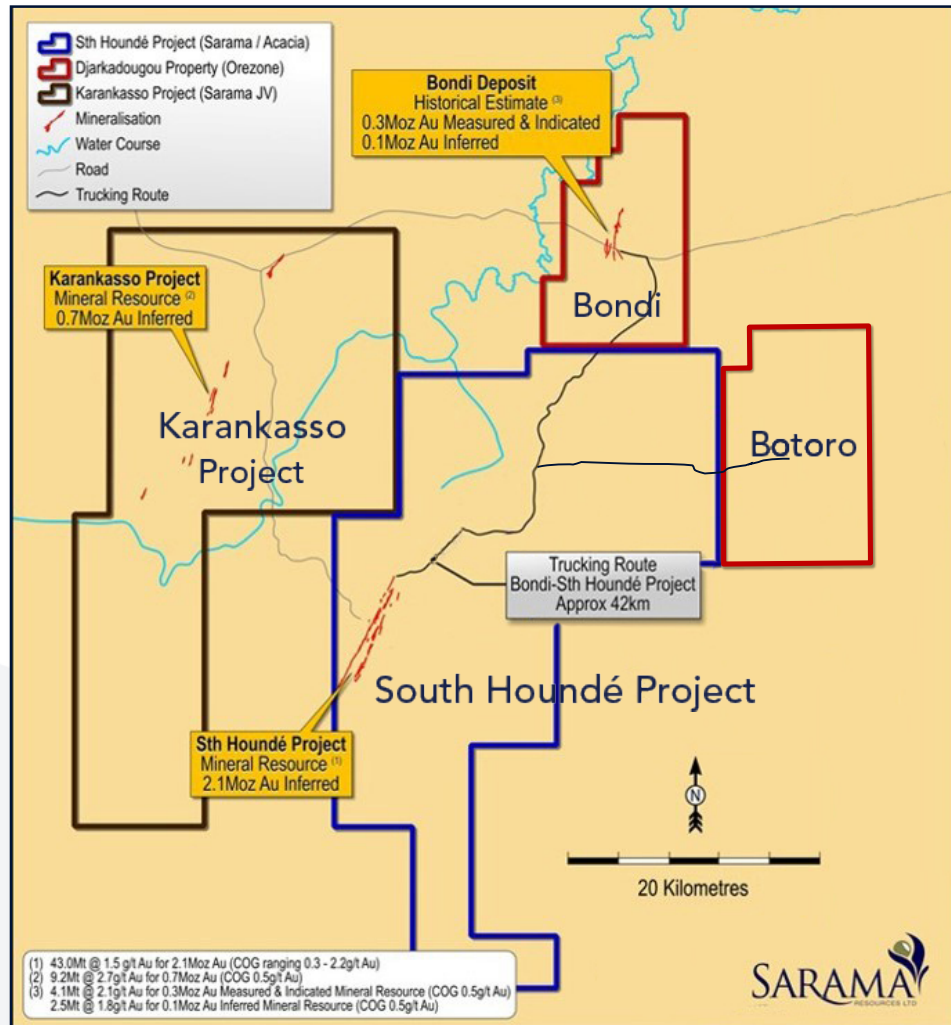 Sth Houndé Project (Sarama / Acacia)
Djarkadougou Property (Orezone)
Karankasso Project (Sarama JV)
Mineralisation
Water Course
Road
Trucking Route
Bondi Deposit
Historical Estimate (3)
0.3Moz Au Measured & Indicated
0.1Moz Au Inferred
Karankasso Project
Mineral Resource (2)
0.7Moz Au Inferred
Bondi
Karankasso
Project
Botoro
Trucking Route
Bondi-Sth Houndé Project
Approx 42km
South Houndé Project
Sth Houndé Project
Mineral Resource (1)
2.1Moz Au Inferred
N
20 Kilometres
(1) 43.0Mt @ 1.5 g/t Au for 2.1Moz Au (COG ranging 0.3 - 2.2g/t Au)
(2) 9.2Mt @ 2.7g/t Au for 0.7Moz Au (COG 0.5g/t Au)
(3) 4.1Mt @ 2.1g/t Au for 0.3Moz Au Measured & Indicated Mineral Resource (COG 0.5g/t Au)
2.5Mt @ 1.8g/t Au for 0.1Moz Au Inferred Mineral Resource (COG 0.5g/t Au)
SARAMA
RESOURCES LTD